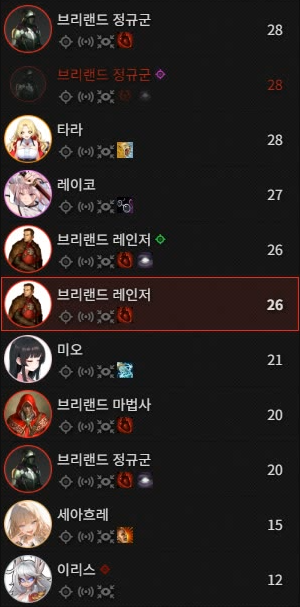 브리랜드 정규군 28
브리랜드 정규군 28
타라 28
레이코 27
브리랜드 레인저 26
브리랜드 레인저 26
미오 21
브리랜드 마법사 20
브리랜드 정규군 20
세아흐레 15
이리스 12